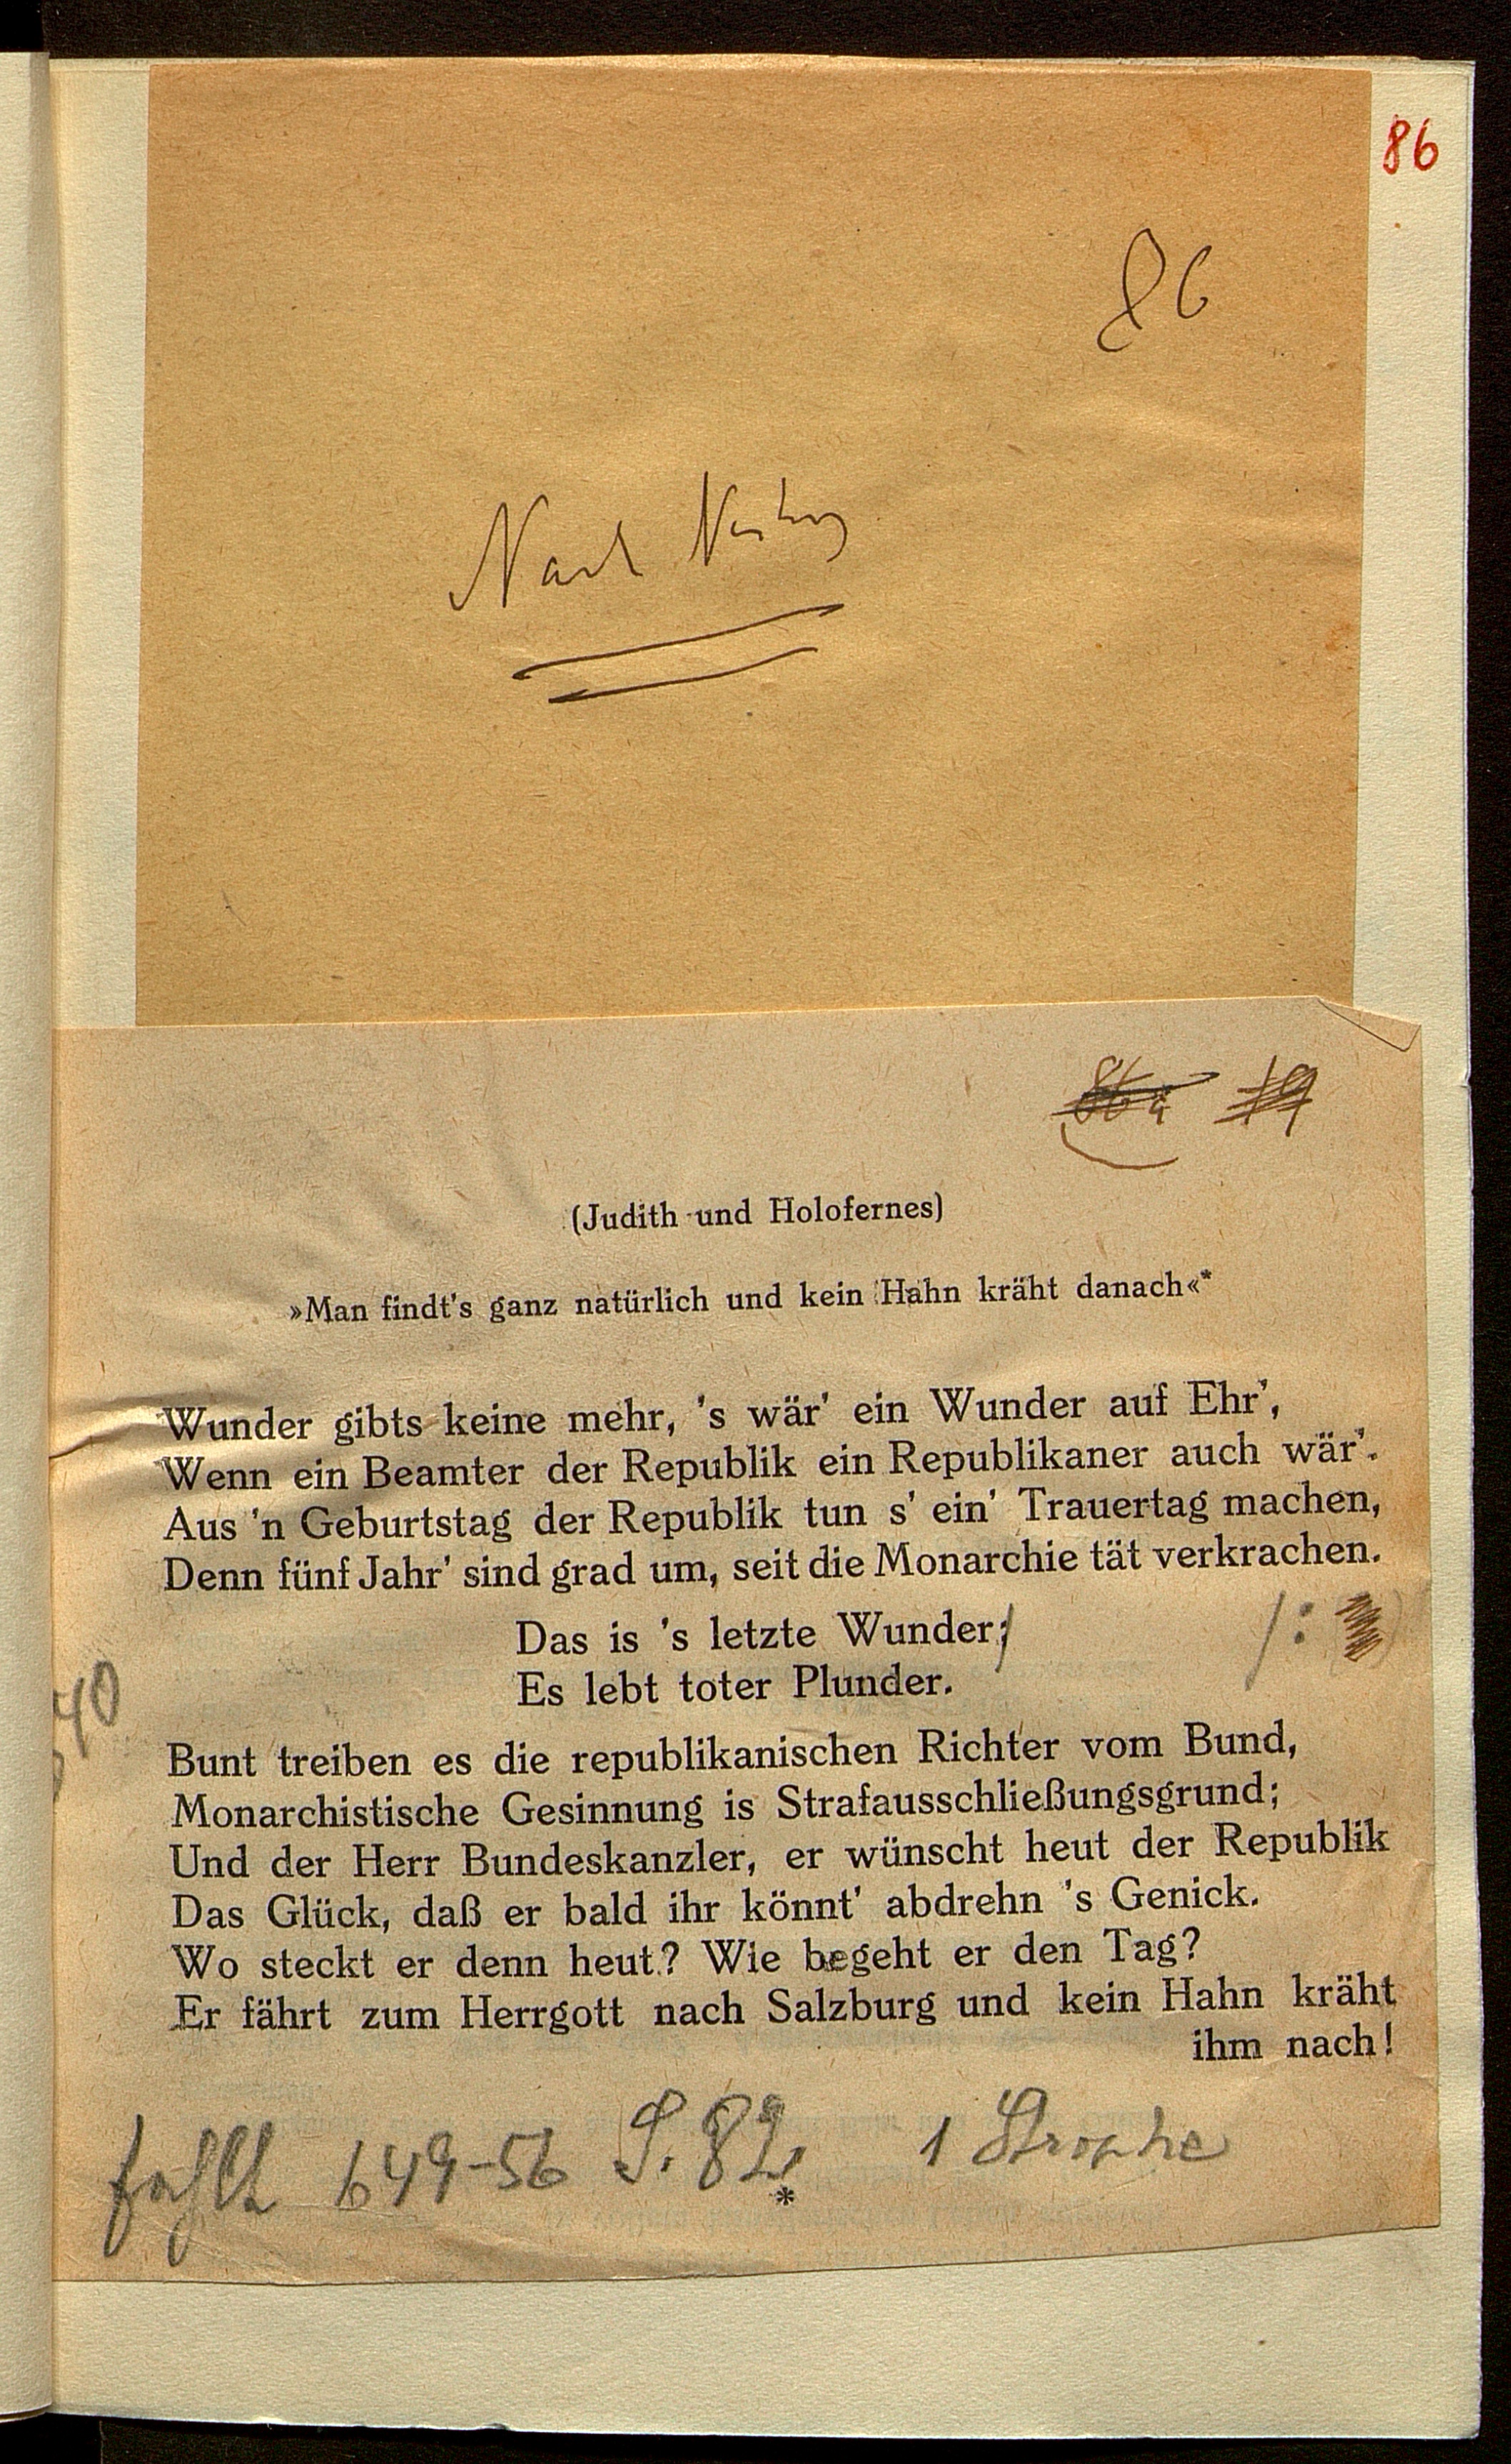 86
86
Nach Nestroy
86a 19
(Judith und Holofernes)
»Man findt's ganz natürlich und kein Hahn kräht danach«*
Wunder gibts keine mehr, 's wär' ein Wunder auf Ehr',
Wenn ein Beamter der Republik ein Republikaner auch wär'.
Aus 'n Geburtstag der Republik tun s' ein' Trauertag machen,
Denn fünf Jahr' sind grad um, seit die Monarchie tät verkrachen.
Das is 's letzte Wunder; /:
Es lebt toter Plunder.
40
Bunt treiben es die republikanischen Richter vom Bund,
Monarchistische Gesinnung is Strafausschließungsgrund;
Und der Herr Bundeskanzler, er wünscht heut der Republik
Das Glück, daß er bald ihr könnt' abdrehn 's Genick.
Wo steckt er denn heut? Wie begeht er den Tag?
Er fährt zum Herrgott nach Salzburg und kein Hahn kräht
ihm nach!
fehlt 649-56 S. 82 1 Strophe
*